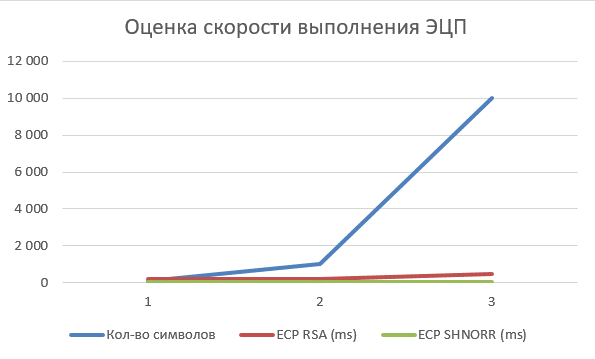 Оценка скорости выполнения ЭЦП
12 000
10 000
8 000
6 000
4 000
2 000
0
1 2 3
Кол-во символов ECP RSA (ms) ECP SHNORR (ms)